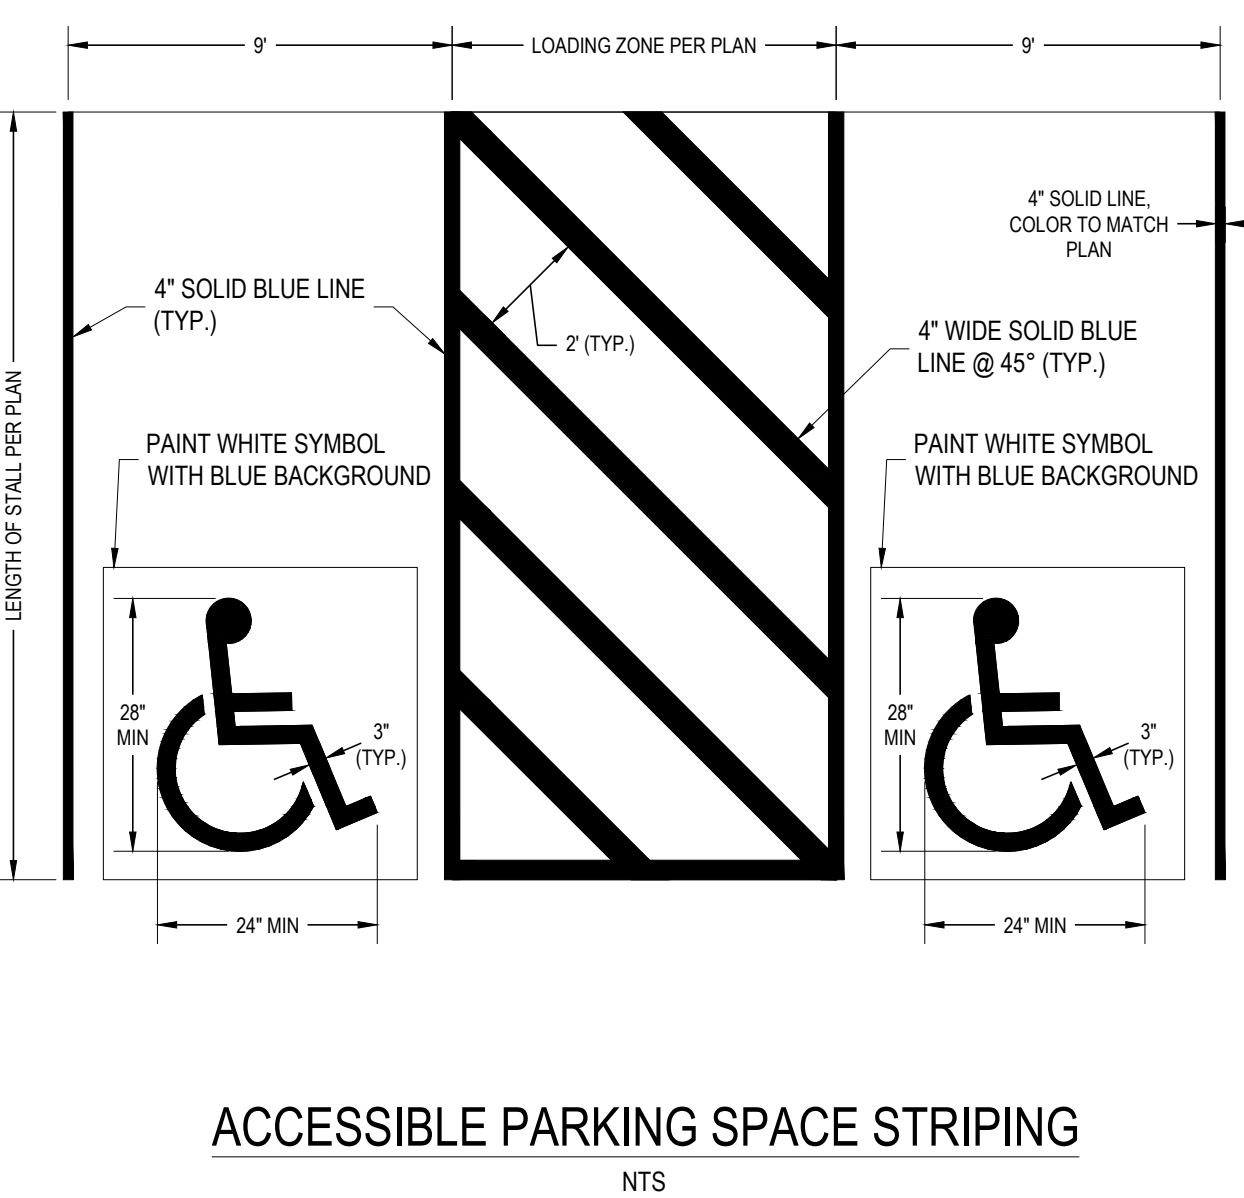 9'
LOADING ZONE PER PLAN
9'
4" SOLID LINE,
COLOR TO MATCH
PLAN
4" SOLID BLUE LINE
(TYP.)
2' (TYP.)
4" WIDE SOLID BLUE
LINE @ 45° (TYP.)
LENGTH OF STALL PER PLAN
PAINT WHITE SYMBOL
WITH BLUE BACKGROUND
PAINT WHITE SYMBOL
WITH BLUE BACKGROUND
28"
MIN
3"
(TYP.)
28"
MIN
3"
(TYP.)
24" MIN
24" MIN
ACCESSIBLE PARKING SPACE STRIPING
NTS